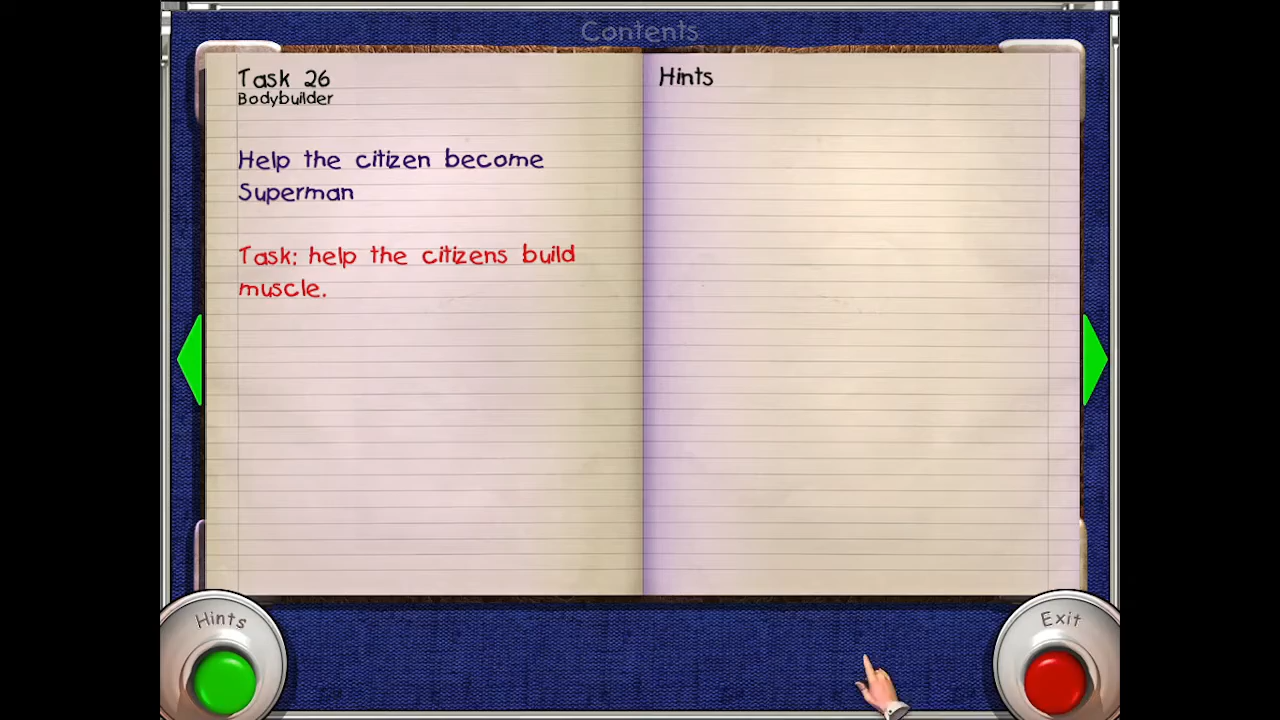 Contents
Task 26
Bodybuilder
Help the citizen become
Superman
Task: help the citizens build
muscle.
Hints
Hints
Exit